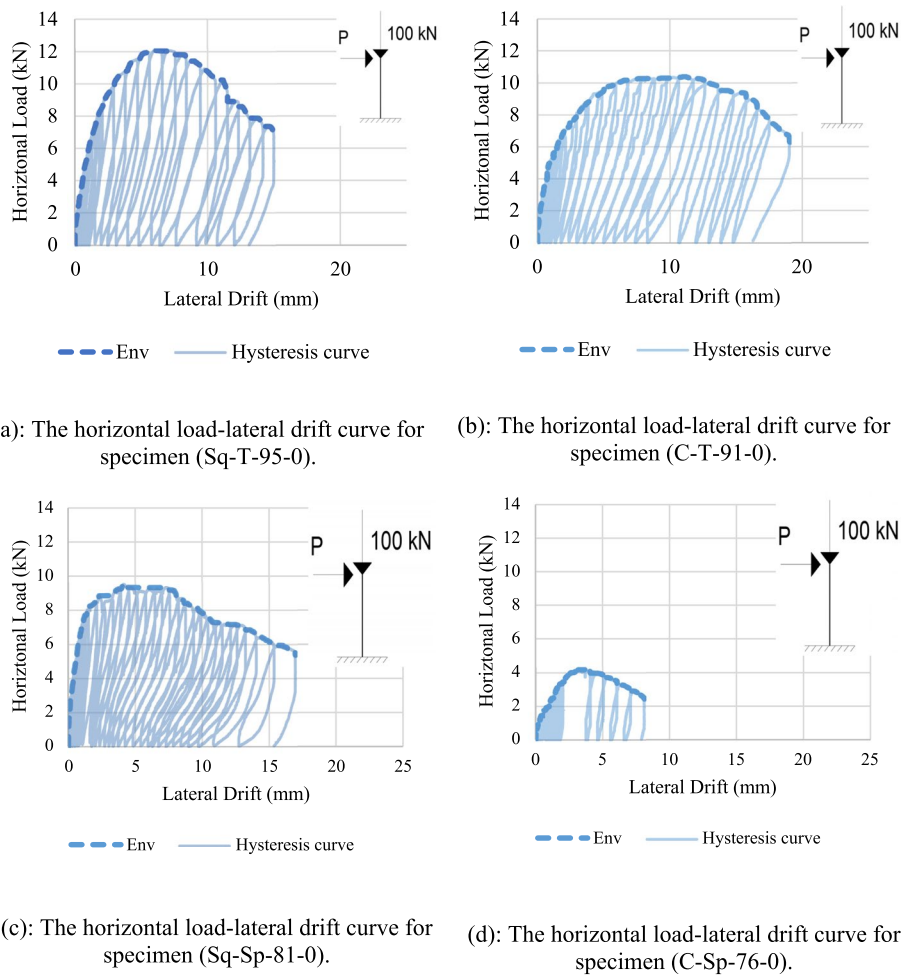 14
12
10
8
6
4
2
0
Horiztonal Load (kN)
P
100 kN
0
10
20
Lateral Drift (mm)
Env
Hysteresis curve
a): The horizontal load-lateral drift curve for
specimen (Sq-T-95-0).
14
12
10
8
6
4
2
0
Horiztonal Load (kN)
P
100 kN
0
10
20
Lateral Drift (mm)
Env
Hysteresis curve
(b): The horizontal load-lateral drift curve for
specimen (C-T-91-0).
14
12
10
8
6
4
2
0
Horiztonal Load (kN)
P
100 kN
0
5
10
15
20
25
Lateral Drift (mm)
Env
Hysteresis curve
(c): The horizontal load-lateral drift curve for
specimen (Sq-Sp-81-0).
14
12
10
8
6
4
2
0
Horiztonal Load (kN)
P
100 kN
0
5
10
15
20
25
Lateral Drift (mm)
Env
Hysteresis curve
(d): The horizontal load-lateral drift curve for
specimen (C-Sp-76-0).